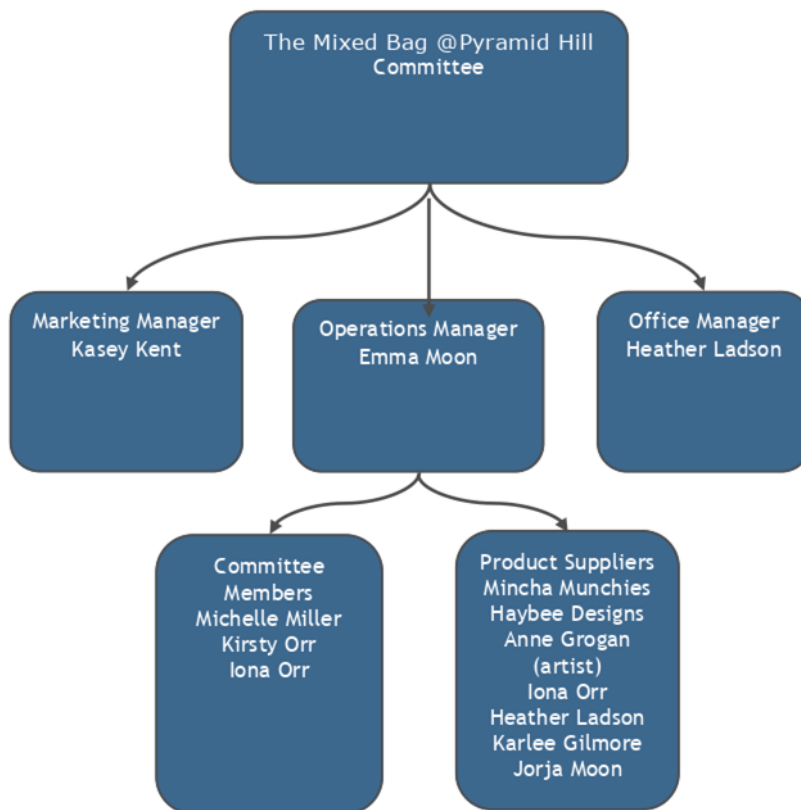 The Mixed Bag @Pyramid Hill
Committee
Marketing Manager
Kasey Kent
Operations Manager
Emma Moon
Office Manager
Heather Ladson
Committee
Members
Michelle Miller
Kirsty Orr
Iona Orr
Product Suppliers
Mincha Munchies
Haybee Designs
Anne Grogan
(artist)
Iona Orr
Heather Ladson
Karlee Gilmore
Jorja Moon